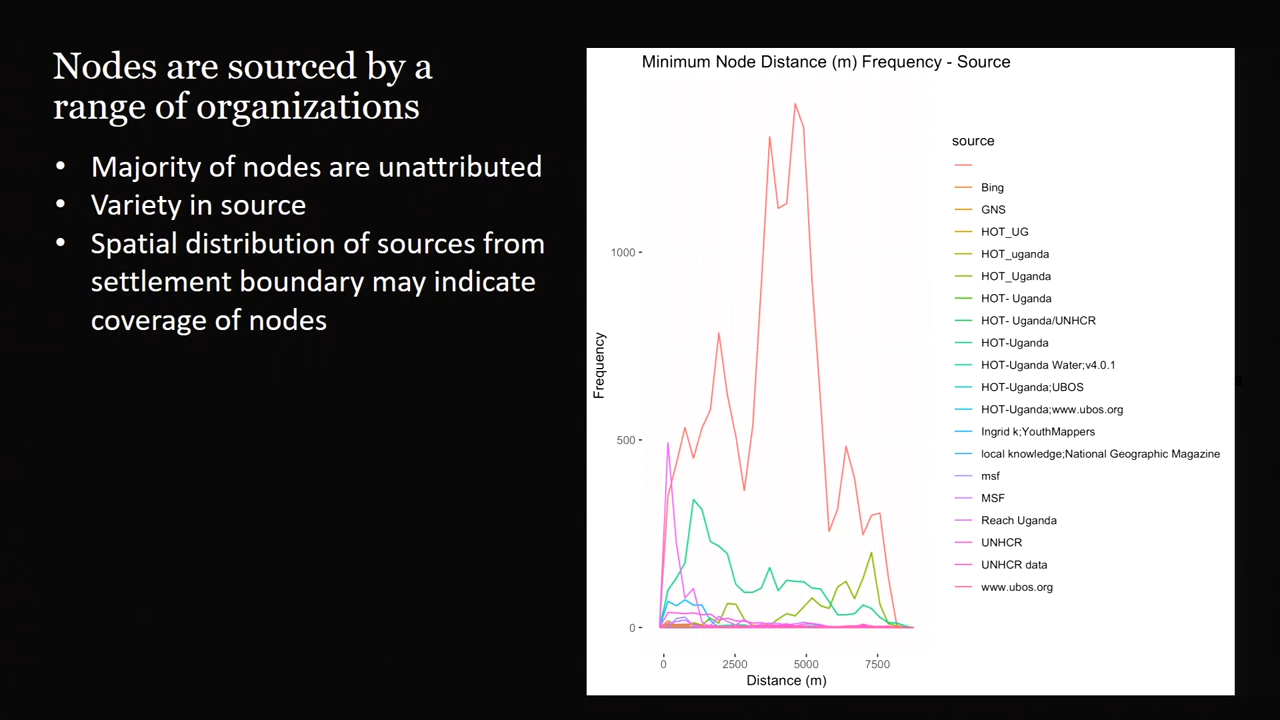 Nodes are sourced by a
range of organizations
• Majority of nodes are unattributed
• Variety in source
• Spatial distribution of sources from
settlement boundary may indicate
coverage of nodes
Minimum Node Distance (m) Frequency - Source
Frequency
1000
500
0
0 2500 5000 7500
Distance (m)
source
Bing
GNS
HOT_UG
HOT_uganda
HOT_Uganda
HOT- Uganda
HOT- Uganda/UNHCR
HOT-Uganda
HOT-Uganda Water;v4.0.1
HOT-Uganda;UBOS
HOT-Uganda;www.ubos.org
Ingrid k;YouthMappers
local knowledge;National Geographic Magazine
msf
MSF
Reach Uganda
UNHCR
UNHCR data
www.ubos.org